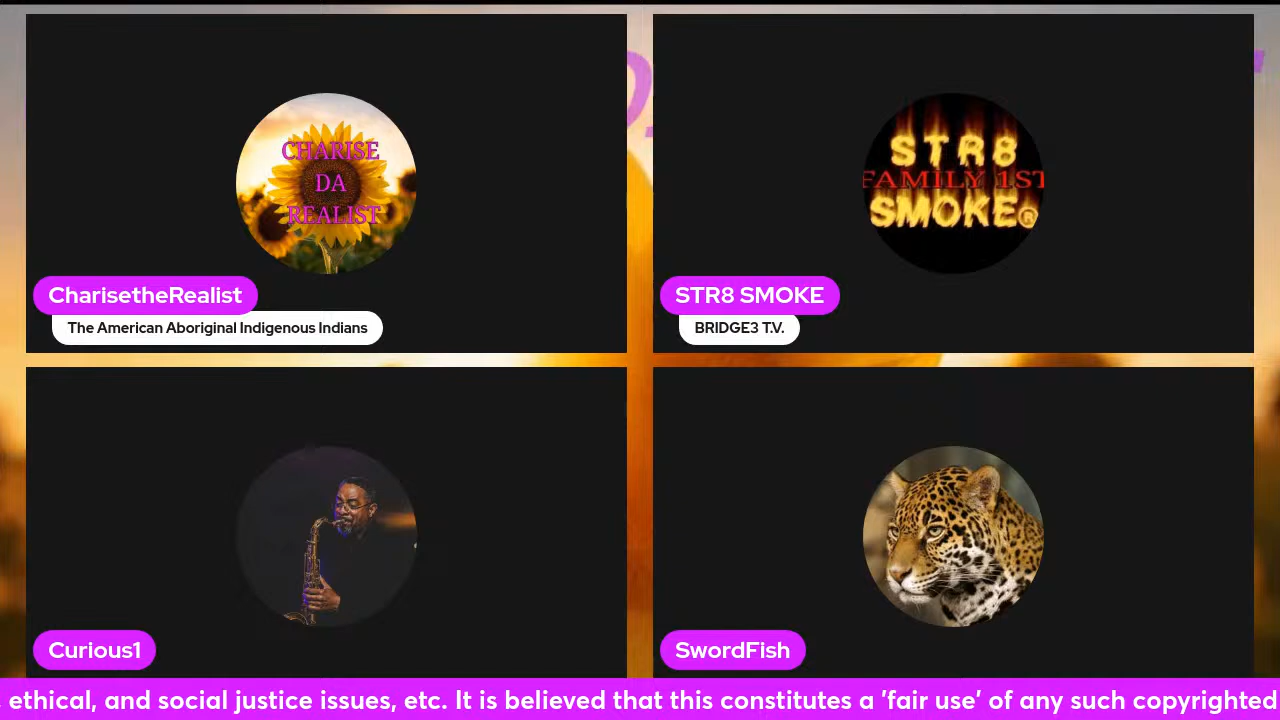 CHARISE
DA
REALIST
CharisetheRealist
The American Aboriginal Indigenous Indians
STR8
FAMILY 1ST
SMOKE®
STR8 SMOKE
BRIDGE3 T.V.
Curious1
SwordFish
ethical, and social justice issues, etc. It is believed that this constitutes a 'fair use' of any such copyrighted